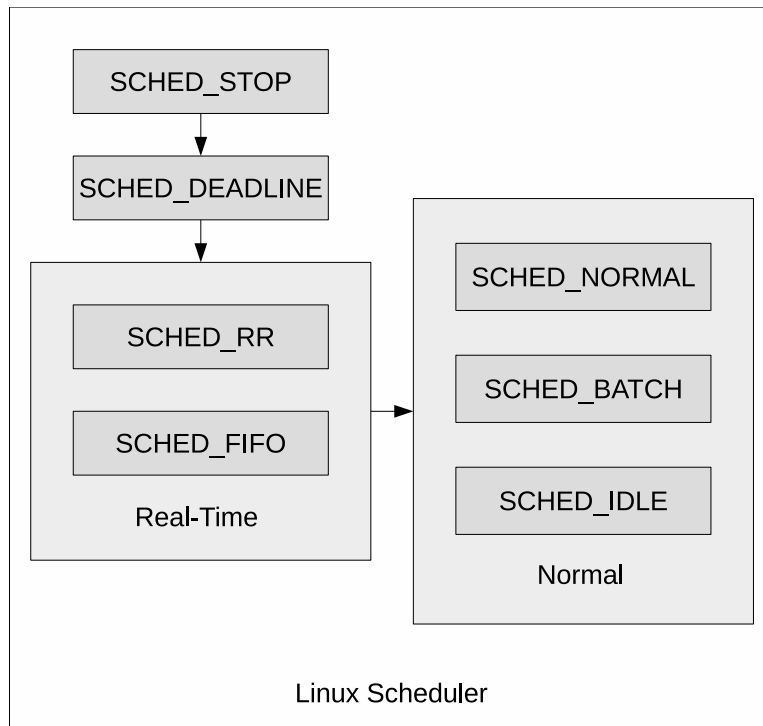 SCHED_STOP
SCHED_DEADLINE
SCHED_RR
SCHED_FIFO
Real-Time
SCHED_NORMAL
SCHED_BATCH
SCHED_IDLE
Normal
Linux Scheduler